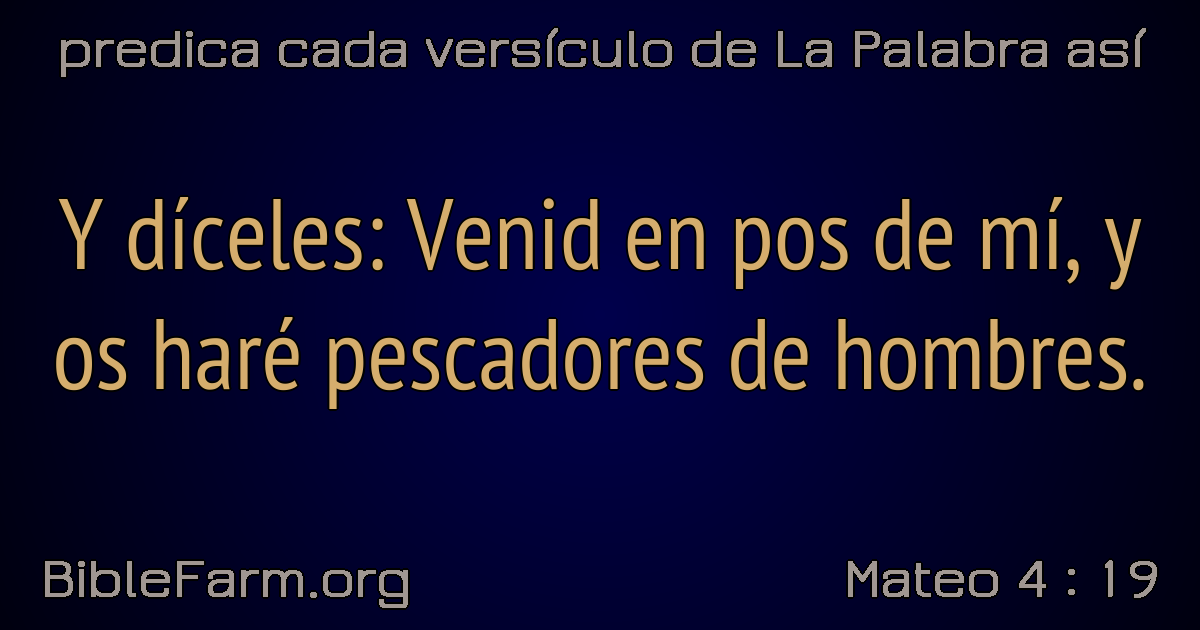 predica cada versículo de La Palabra así
Y díceles: Venid en pos de mí, y
os haré pescadores de hombres.
BibleFarm.org
Mateo 4 : 19